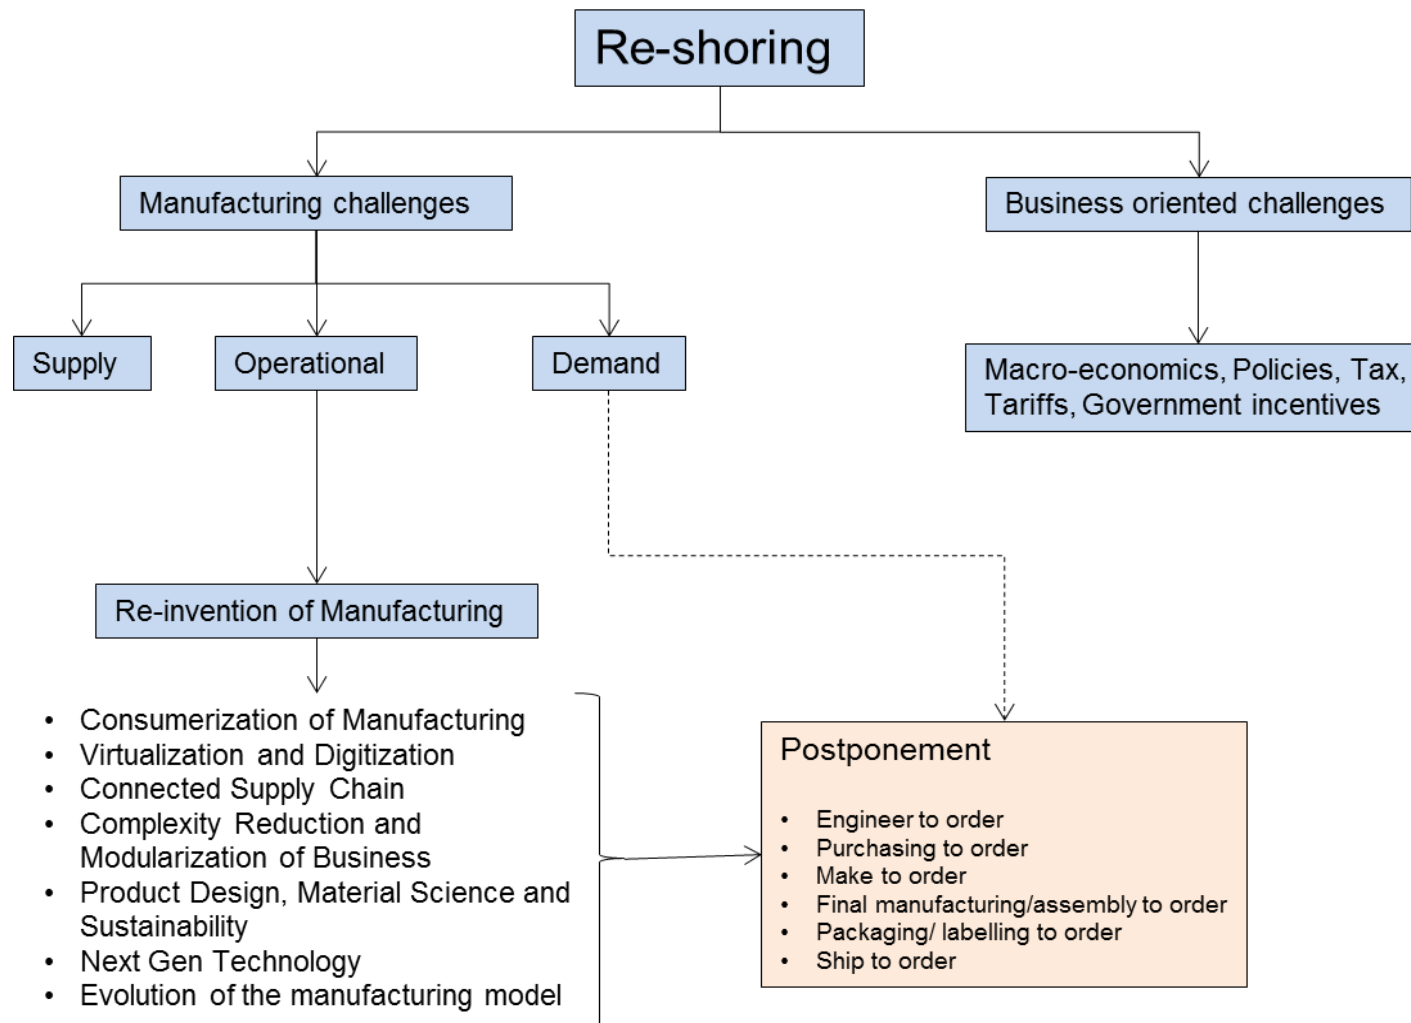 Re-shoring
Manufacturing challenges
Business oriented challenges
Supply
Operational
Demand
Macro-economics, Policies, Tax,
Tariffs, Government incentives
Re-invention of Manufacturing
• Consumerization of Manufacturing
• Virtualization and Digitization
• Connected Supply Chain
• Complexity Reduction and
Modularization of Business
• Product Design, Material Science and
Sustainability
• Next Gen Technology
• Evolution of the manufacturing model
Postponement
• Engineer to order
• Purchasing to order
• Make to order
• Final manufacturing/assembly to order
• Packaging/ labelling to order
• Ship to order